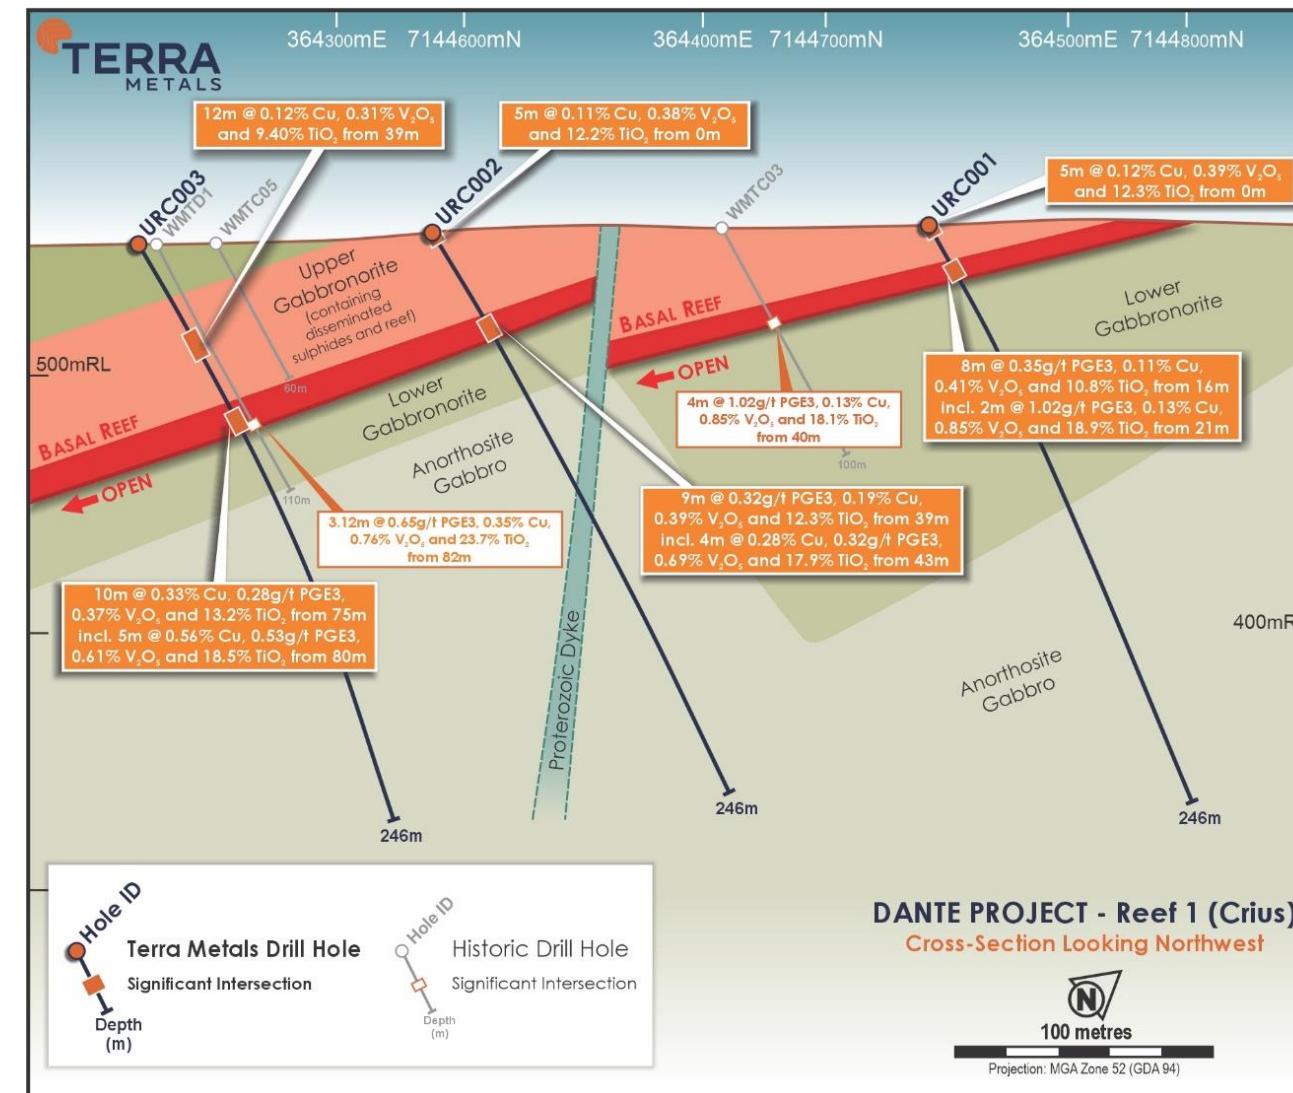 TERRA
METALS
364300mE 7144600mN
364400mE 7144700mN
364500mE 7144800mN
12m @ 0.12% Cu, 0.31% V₂O₅
and 9.40% TiO₂ from 39m
5m @ 0.11% Cu, 0.38% V₂O₅
and 12.2% TiO₂ from 0m
5m @ 0.12% Cu, 0.39% V₂O₅
and 12.3% TiO₂ from 0m
URC003
WMTD1
WMTC05
URC002
WMTC03
URC001
Upper
Gabbronorite
(containing
disseminated
sulphides and reef)
500mRL
60m
BASAL REEF
OPEN
110m
Lower
Gabbronorite
Anorthosite
Gabbro
BASAL REEF
OPEN
100m
Lower
Gabbronorite
4m @ 1.02g/t PGE3, 0.13% Cu,
0.85% V₂O₅ and 18.1% TiO₂
from 40m
8m @ 0.35g/t PGE3, 0.11% Cu,
0.41% V₂O₅ and 10.8% TiO₂ from 16m
incl. 2m @ 1.02g/t PGE3, 0.13% Cu,
0.85% V₂O₅ and 18.9% TiO₂ from 21m
9m @ 0.32g/t PGE3, 0.19% Cu,
0.39% V₂O₅ and 12.3% TiO₂ from 39m
incl. 4m @ 0.28% Cu, 0.32g/t PGE3,
0.69% V₂O₅ and 17.9% TiO₂ from 43m
3.12m @ 0.65g/t PGE3, 0.35% Cu,
0.76% V₂O₅ and 23.7% TiO₂
from 82m
10m @ 0.33% Cu, 0.28g/t PGE3,
0.37% V₂O₅ and 13.2% TiO₂ from 75m
incl. 5m @ 0.56% Cu, 0.53g/t PGE3,
0.61% V₂O₅ and 18.5% TiO₂ from 80m
400mR
Proterozoic Dyke
Anorthosite
Gabbro
246m
246m
246m
Hole ID
Terra Metals Drill Hole
Significant Intersection
Depth
(m)
Hole ID
Historic Drill Hole
Significant Intersection
Depth
(m)
DANTE PROJECT - Reef 1 (Crius)
Cross-Section Looking Northwest
N
100 metres
Projection: MGA Zone 52 (GDA 94)